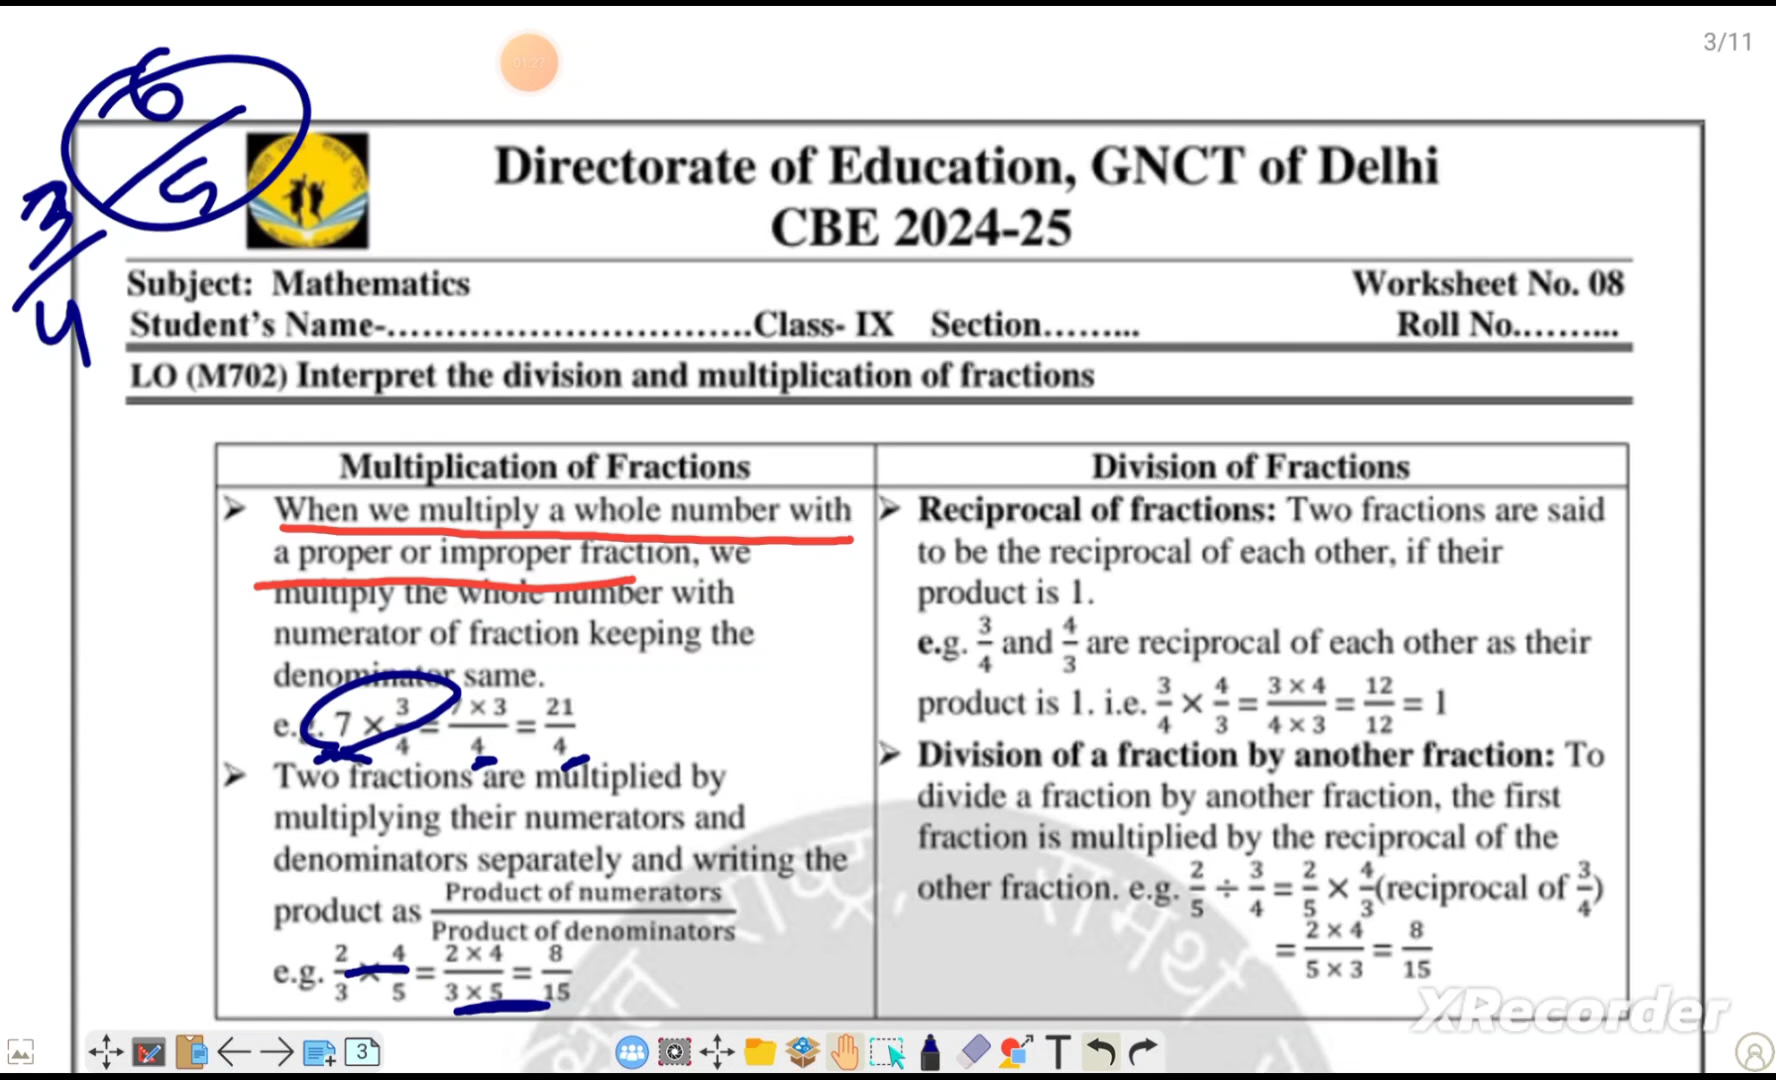 3/11
01:27
6/5
3/4
Directorate of Education, GNCT of Delhi
CBE 2024-25
Subject: Mathematics
Worksheet No. 08
Student's Name-..............................Class- IX Section.........
Roll No..........
LO (M702) Interpret the division and multiplication of fractions
Multiplication of Fractions
➤ When we multiply a whole number with
a proper or improper fraction, we
multiply the whole number with
numerator of fraction keeping the
denominator same.
e.g. 7 × 3/4 = 7 × 3/4 = 21/4
➤ Two fractions are multiplied by
multiplying their numerators and
denominators separately and writing the
product as Product of numerators/Product of denominators
e.g. 2/3 × 4/5 = 2 × 4/3 × 5 = 8/15
Division of Fractions
➤ Reciprocal of fractions: Two fractions are said
to be the reciprocal of each other, if their
product is 1.
e.g. 3/4 and 4/3 are reciprocal of each other as their
product is 1. i.e. 3/4 × 4/3 = 3 × 4/4 × 3 = 12/12 = 1
➤ Division of a fraction by another fraction: To
divide a fraction by another fraction, the first
fraction is multiplied by the reciprocal of the
other fraction. e.g. 2/5 ÷ 3/4 = 2/5 × 4/3 (reciprocal of 3/4)
= 2 × 4/5 × 3 = 8/15
XRecorder
3
T